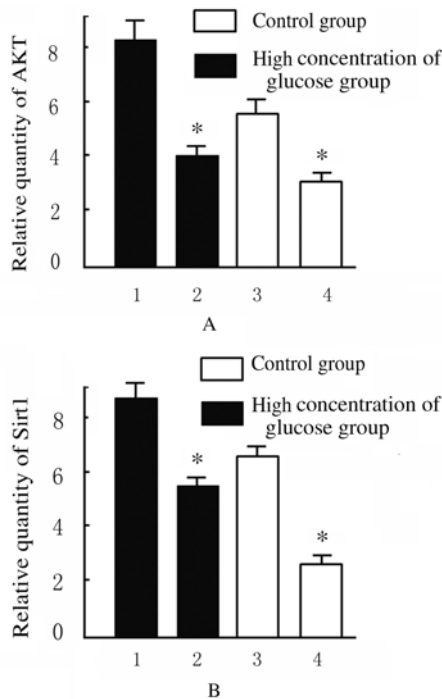 Control group
High concentration of
glucose group
Relative quantity of AKT
8
6
4
2
0
*
*
1 2 3 4
A
Control group
High concentration of
glucose group
Relative quantity of Sirt1
8
6
4
2
0
*
*
1 2 3 4
B